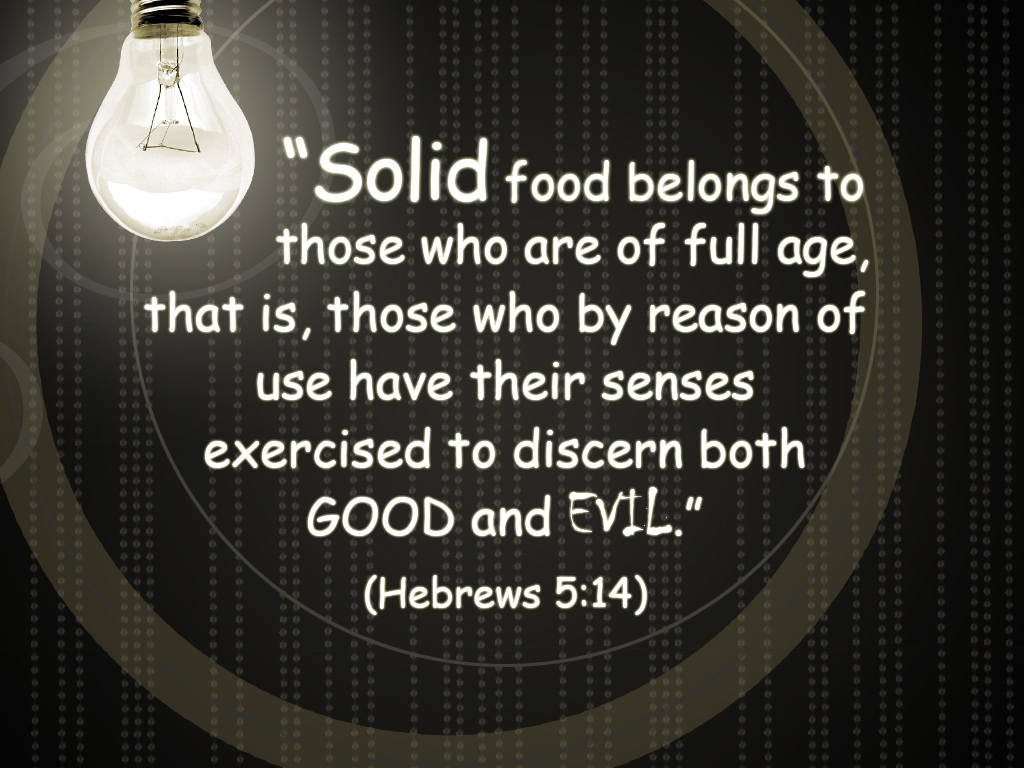 “Solid food belongs to
those who are of full age,
that is, those who by reason of
use have their senses
exercised to discern both
GOOD and EVIL.”
(Hebrews 5:14)